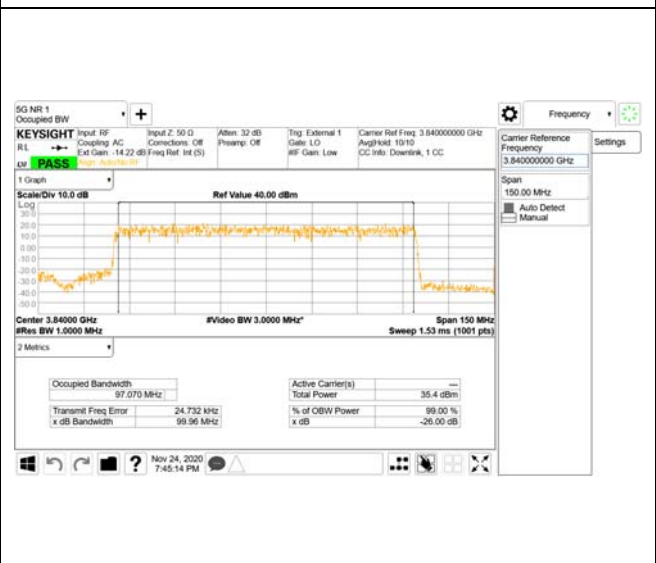 5G NR 1
Occupied BW
Frequency
KEYSIGHT
RL
LV
PASS
Input: RF
Coupling: AC
Ext Gain: -14.22 dB
Align: Auto/No RF
Input Z: 50 Ω
Corrections: Off
Freq Ref: Int (S)
Atten: 32 dB
Preamp: Off
Trig: External 1
Gate: LO
#IF Gain: Low
Carrier Ref Freq: 3.840000000 GHz
Avg|Hold: 10/10
CC Info: Downlink, 1 CC
Carrier Reference
Frequency
3.840000000 GHz
Settings
Span
150.00 MHz
Auto Detect
Manual
1 Graph
Scale/Div 10.0 dB
Ref Value 40.00 dBm
Log
30.0
20.0
10.0
0.00
-10.0
-20.0
-30.0
-40.0
-50.0
Center 3.84000 GHz
#Video BW 3.0000 MHz*
Span 150 MHz
#Res BW 1.0000 MHz
Sweep 1.53 ms (1001 pts)
2 Metrics
Occupied Bandwidth
97.070 MHz
Active Carrier(s) —
Total Power 35.4 dBm
Transmit Freq Error 24.732 kHz
x dB Bandwidth 99.96 MHz
% of OBW Power 99.00 %
x dB -26.00 dB
?
Nov 24, 2020
7:45:14 PM